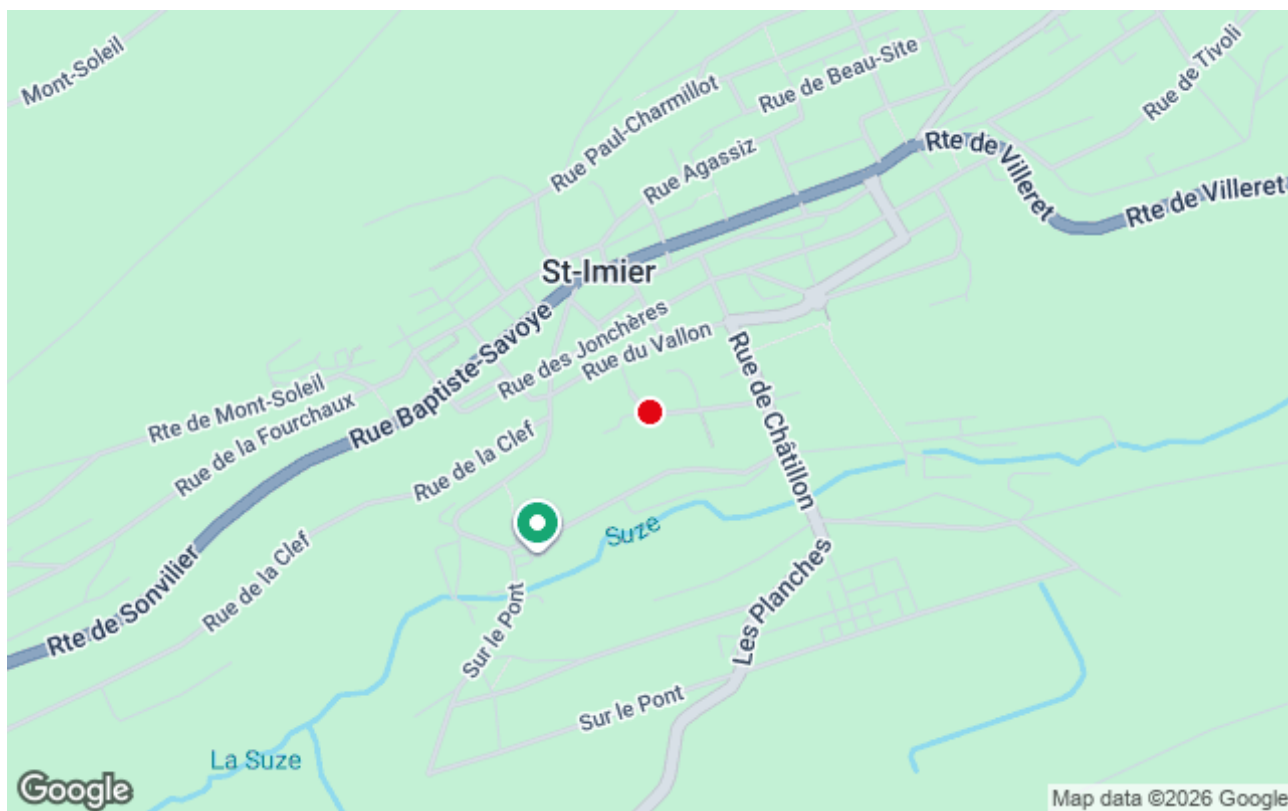 Mont-Soleil
Rue Paul-Charmillot
Rue de Beau-Site
Rue de Tivoli
Rue Agassiz
Rte de Villeret
Rte de Villeret
St-Imier
Rue Baptiste-Savoye
Rue des Jonchères
Rue du Vallon
Rue de Châtillon
Rte de Mont-Soleil
Rue de la Fourchaux
Rue de la Clef
Suze
Rue de la Clef
Rte de Sonvilier
Sur le Pont
Les Planches
Sur le Pont
La Suze
Google
Map data ©2026 Google